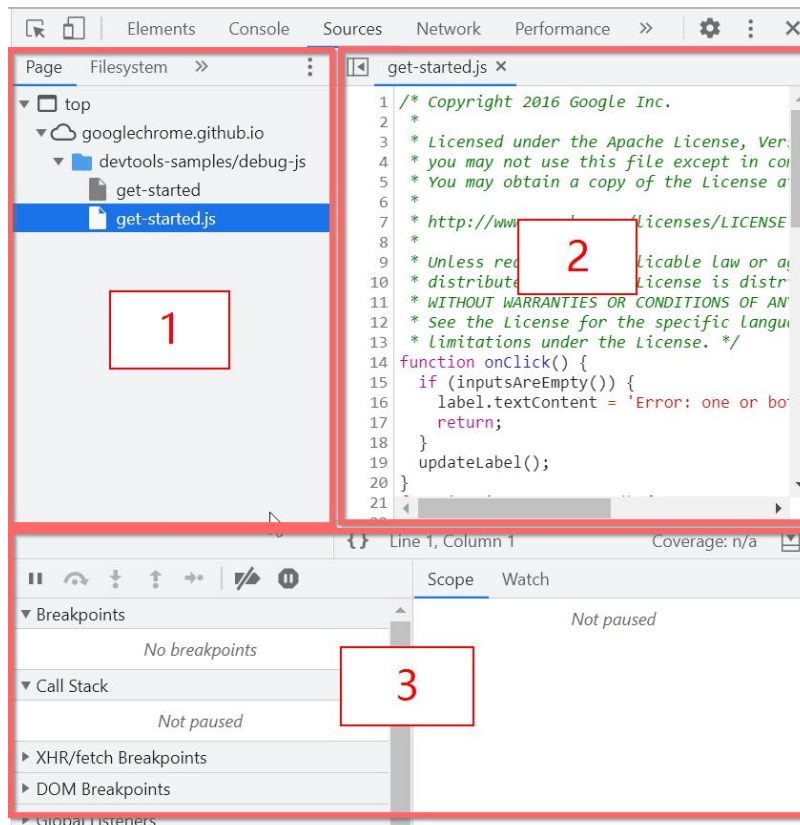 Elements Console Sources Network Performance »
Page Filesystem »
top
googlechrome.github.io
devtools-samples/debug-js
get-started
get-started.js
1
get-started.js ×
1 /* Copyright 2016 Google Inc.
2 *
3 * Licensed under the Apache License, Ver
4 * you may not use this file except in co
5 * You may obtain a copy of the License a
6 *
7 * http://www /licenses/LICENSE
8 *
9 * Unless re licable law or ag
10 * distribute License is distr
11 * WITHOUT WARRANTIES OR CONDITIONS OF AN
12 * See the License for the specific langu
13 * limitations under the License. */
14 function onClick() {
15 if (inputsAreEmpty()) {
16 label.textContent = 'Error: one or bo
17 return;
18 }
19 updateLabel();
20 }
21
2
{} Line 1, Column 1 Coverage: n/a
Scope Watch
Not paused
Breakpoints
No breakpoints
Call Stack
Not paused
XHR/fetch Breakpoints
DOM Breakpoints
Global Listeners
3